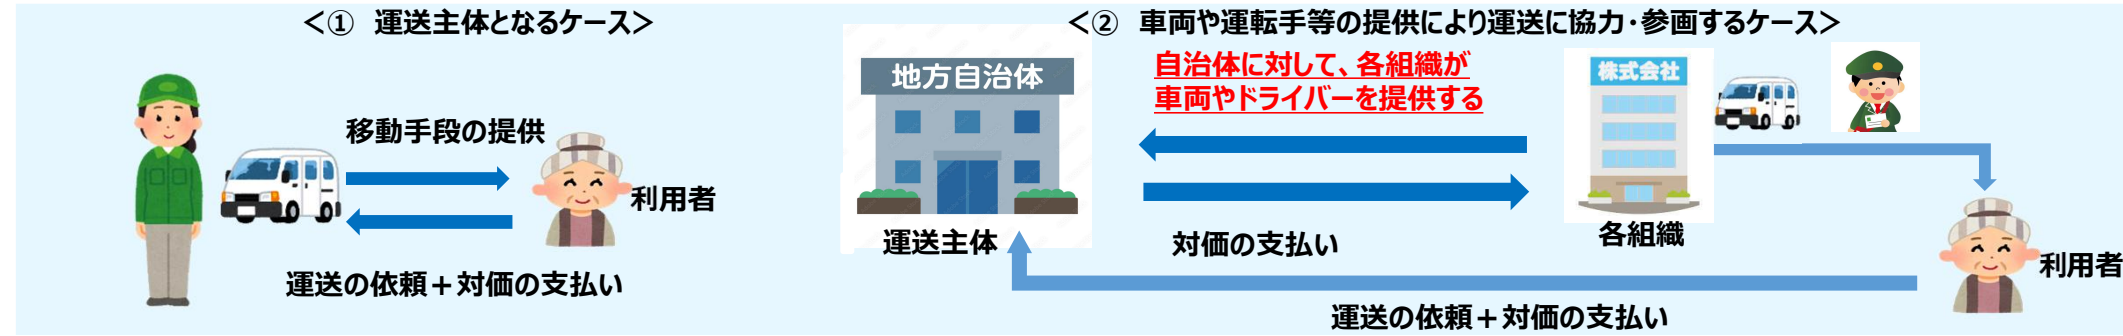 <① 運送主体となるケース>
移動手段の提供
利用者
運送の依頼+対価の支払い
<② 車両や運転手等の提供により運送に協力・参画するケース>
地方自治体
自治体に対して、各組織が
車両やドライバーを提供する
株式会社
運送主体
対価の支払い
各組織
利用者
運送の依頼+対価の支払い